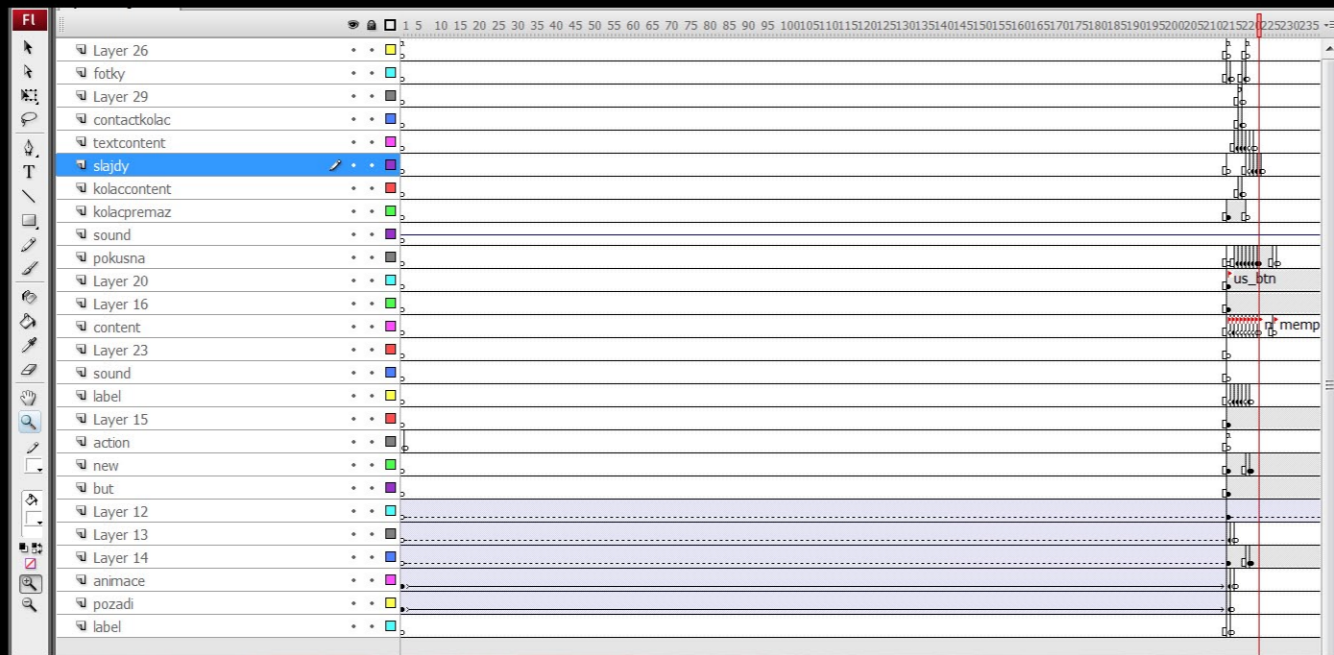 Fl
1 5 10 15 20 25 30 35 40 45 50 55 60 65 70 75 80 85 90 95 100105110115120125130135140145150155160165170175180185190195200205210215220225230235
Layer 26
fotky
Layer 29
contactkolac
textcontent
T slajdy
kolaccontent
kolacpremaz
sound
pokusna
Layer 20 us_btn
Layer 16
content memp
Layer 23
sound
label
Layer 15
action
new
but
Layer 12
Layer 13
Layer 14
animace
pozadi
label